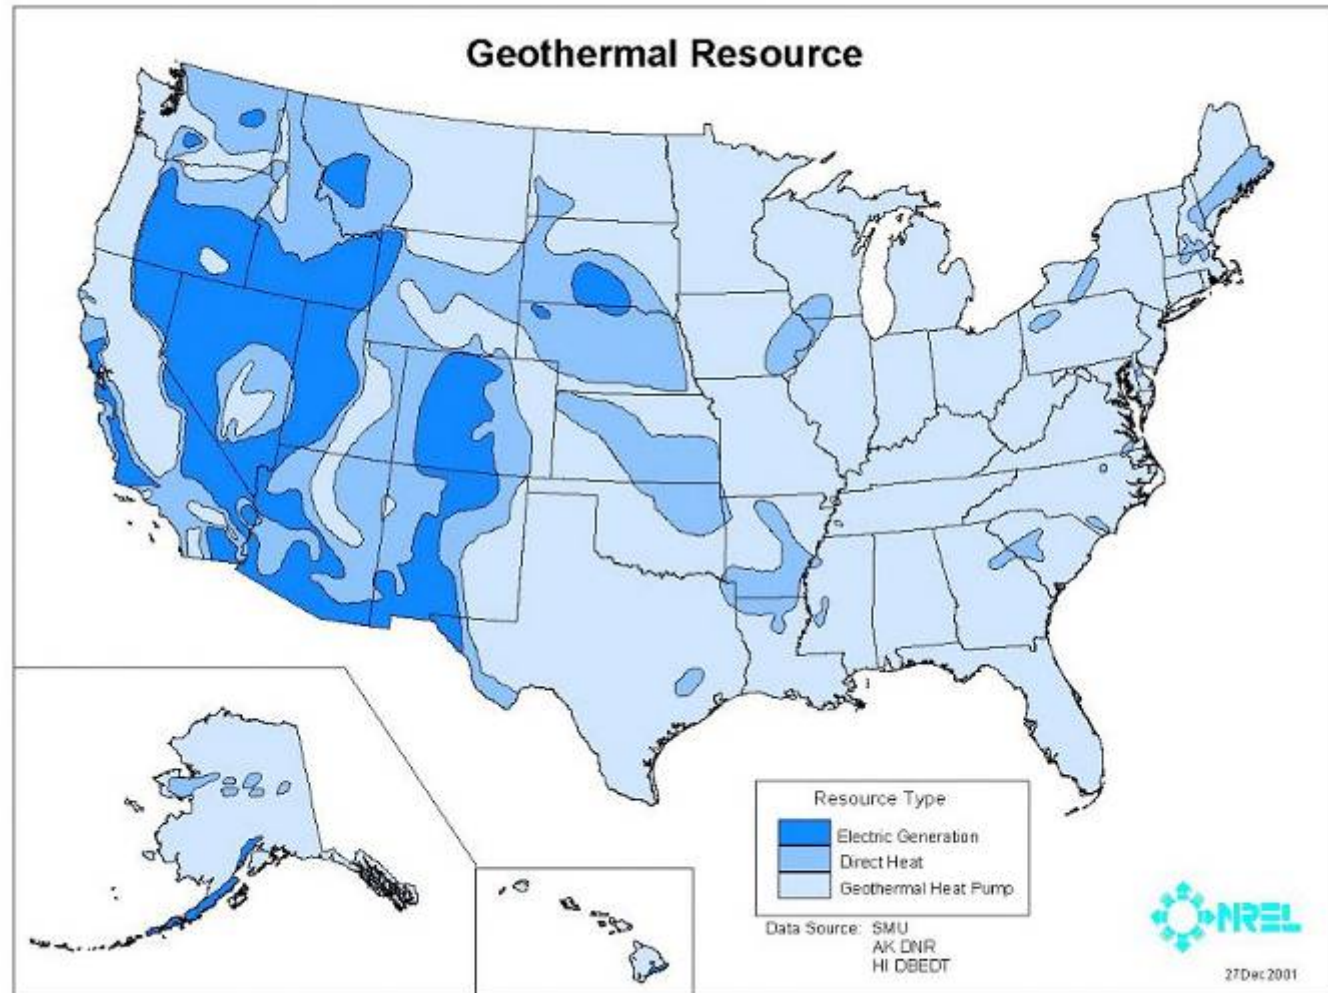 Geothermal Resource
Resource Type
Electric Generation
Direct Heat
Geothermal Heat Pump
Data Source: SMU
AK DNR
HI DBEDT
NREL
27Dec2001